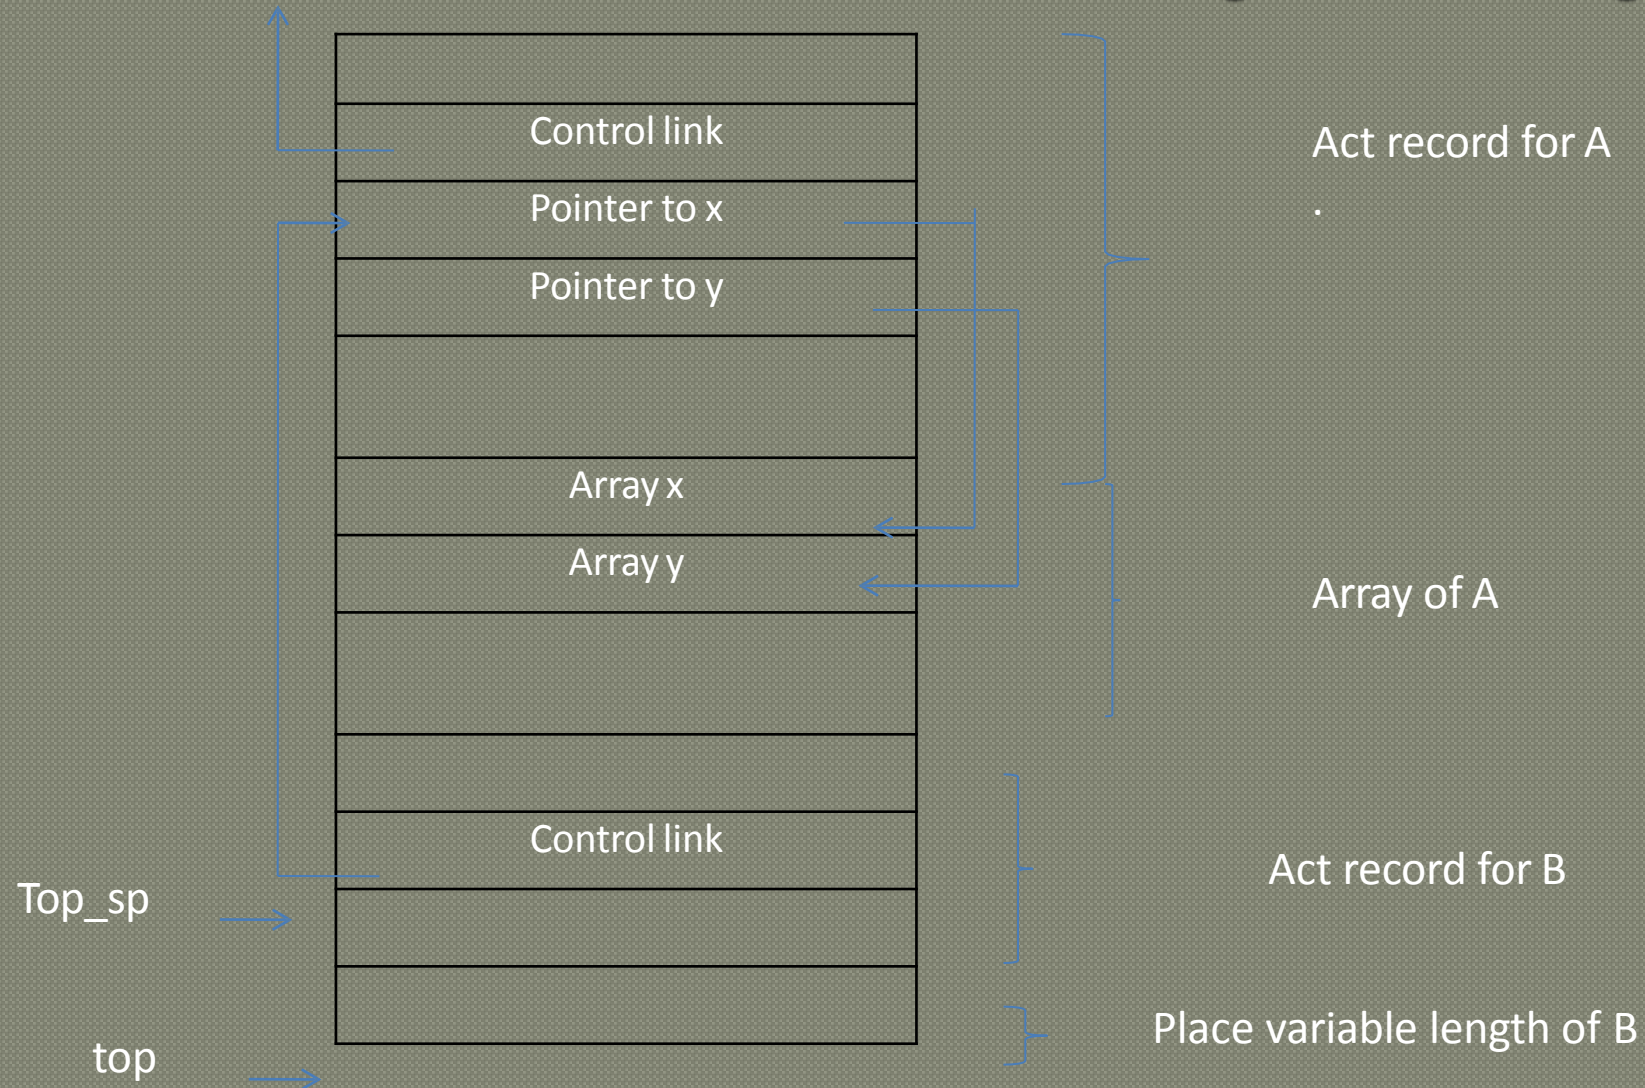 Control link
Act record for A
.
Pointer to x
Pointer to y
Array x
Array y
Array of A
Control link
Act record for B
Top_sp
Place variable length of B
top